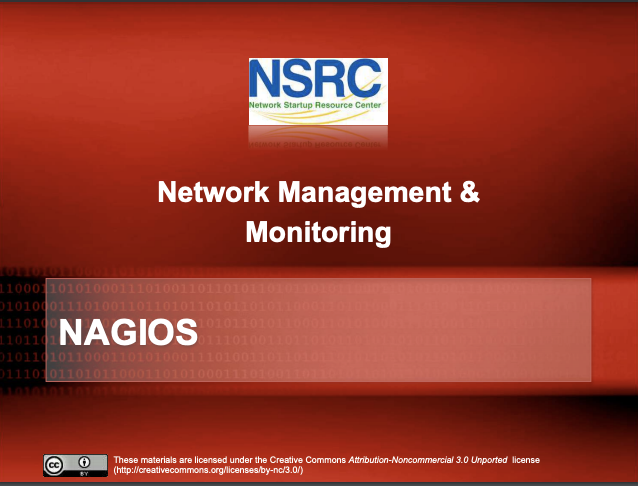 NSRC
Network Startup Resource Center
Network Management &
Monitoring
NAGIOS
These materials are licensed under the Creative Commons Attribution-Noncommercial 3.0 Unported license
(http://creativecommons.org/licenses/by-nc/3.0/)
cc
BY